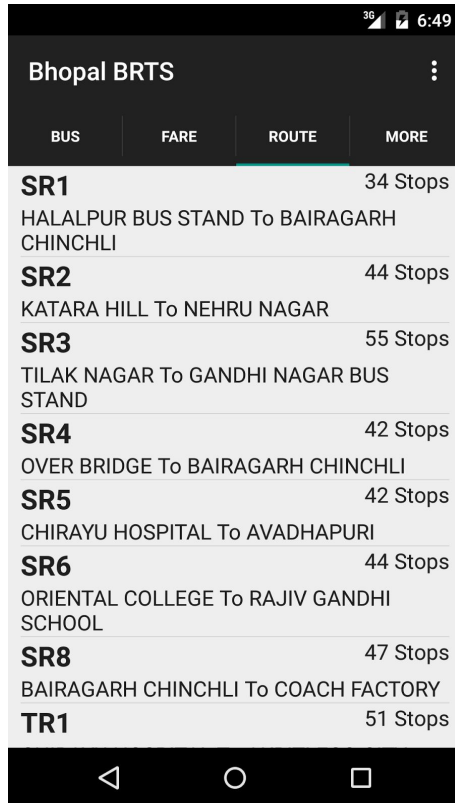 3G 6:49
Bhopal BRTS
BUS FARE ROUTE MORE
SR1 34 Stops
HALALPUR BUS STAND To BAIRAGARH
CHINCHLI
SR2 44 Stops
KATARA HILL To NEHRU NAGAR
SR3 55 Stops
TILAK NAGAR To GANDHI NAGAR BUS
STAND
SR4 42 Stops
OVER BRIDGE To BAIRAGARH CHINCHLI
SR5 42 Stops
CHIRAYU HOSPITAL To AVADHAPURI
SR6 44 Stops
ORIENTAL COLLEGE To RAJIV GANDHI
SCHOOL
SR8 47 Stops
BAIRAGARH CHINCHLI To COACH FACTORY
TR1 51 Stops